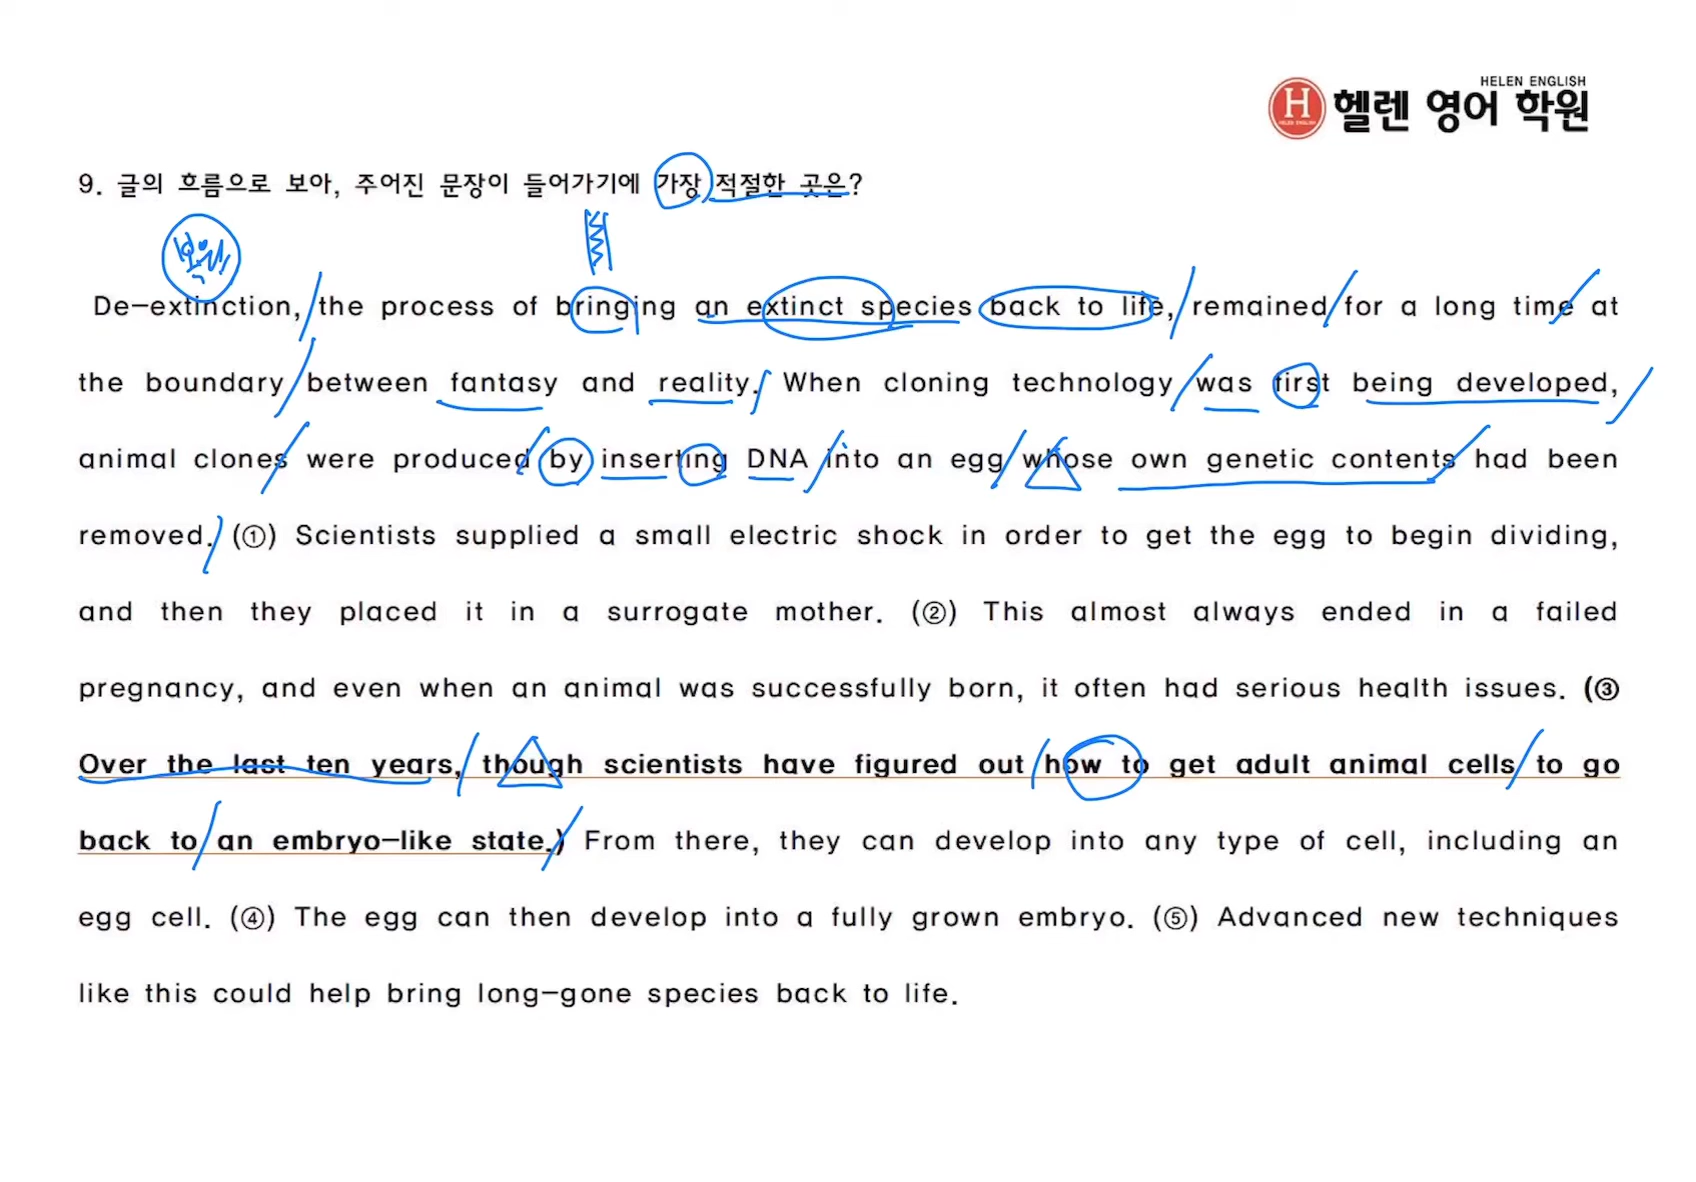 HELEN ENGLISH
H 헬렌 영어 학원
HELEN ENGLISH
9. 글의 흐름으로 보아, 주어진 문장이 들어가기에 가장 적절한 곳은?
De-extinction, the process of bringing an extinct species back to life, remained for a long time at
the boundary between fantasy and reality. When cloning technology was first being developed,
animal clones were produced by inserting DNA into an egg whose own genetic contents had been
removed. (①) Scientists supplied a small electric shock in order to get the egg to begin dividing,
and then they placed it in a surrogate mother. (②) This almost always ended in a failed
pregnancy, and even when an animal was successfully born, it often had serious health issues. (③
Over the last ten years, though scientists have figured out how to get adult animal cells to go
back to an embryo-like state.) From there, they can develop into any type of cell, including an
egg cell. (④) The egg can then develop into a fully grown embryo. (⑤) Advanced new techniques
like this could help bring long-gone species back to life.